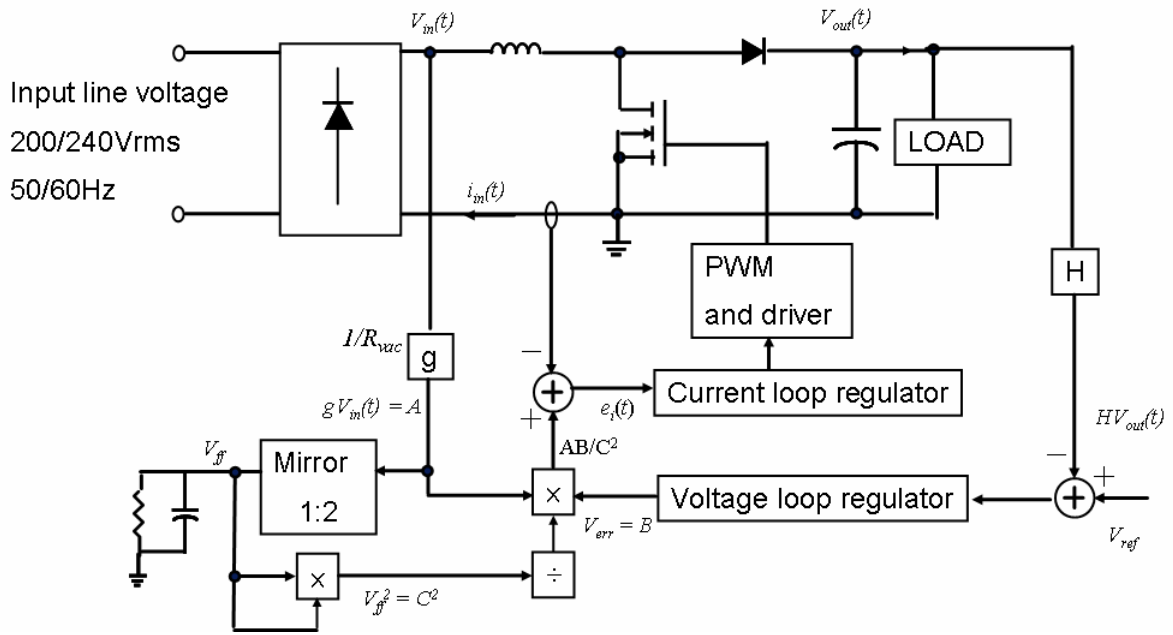 V_in(t)
V_out(t)
Input line voltage
200/240Vrms
50/60Hz
LOAD
i_in(t)
PWM
and driver
H
1/R_vac
g
−
+
Current loop regulator
gV_in(t) = A
+
e_i(t)
HV_out(t)
AB/C²
V_ff
Mirror
1:2
×
Voltage loop regulator
−
+
+
V_err = B
V_ref
×
V_ff² = C²
÷